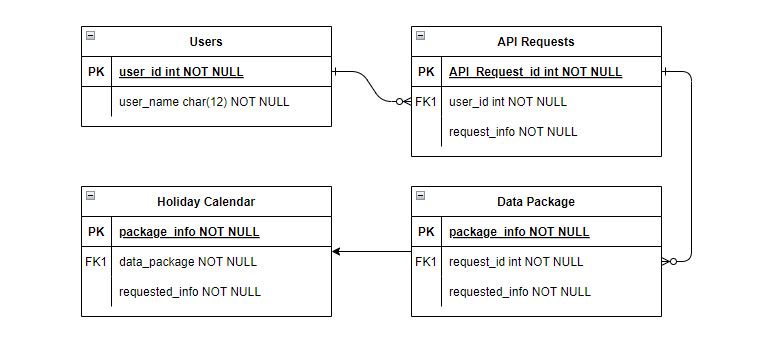 Users
PK user_id int NOT NULL
user_name char(12) NOT NULL
API Requests
PK API_Request_id int NOT NULL
FK1 user_id int NOT NULL
request_info NOT NULL
Holiday Calendar
PK package_info NOT NULL
FK1 data_package NOT NULL
requested_info NOT NULL
Data Package
PK package_info NOT NULL
FK1 request_id int NOT NULL
requested_info NOT NULL